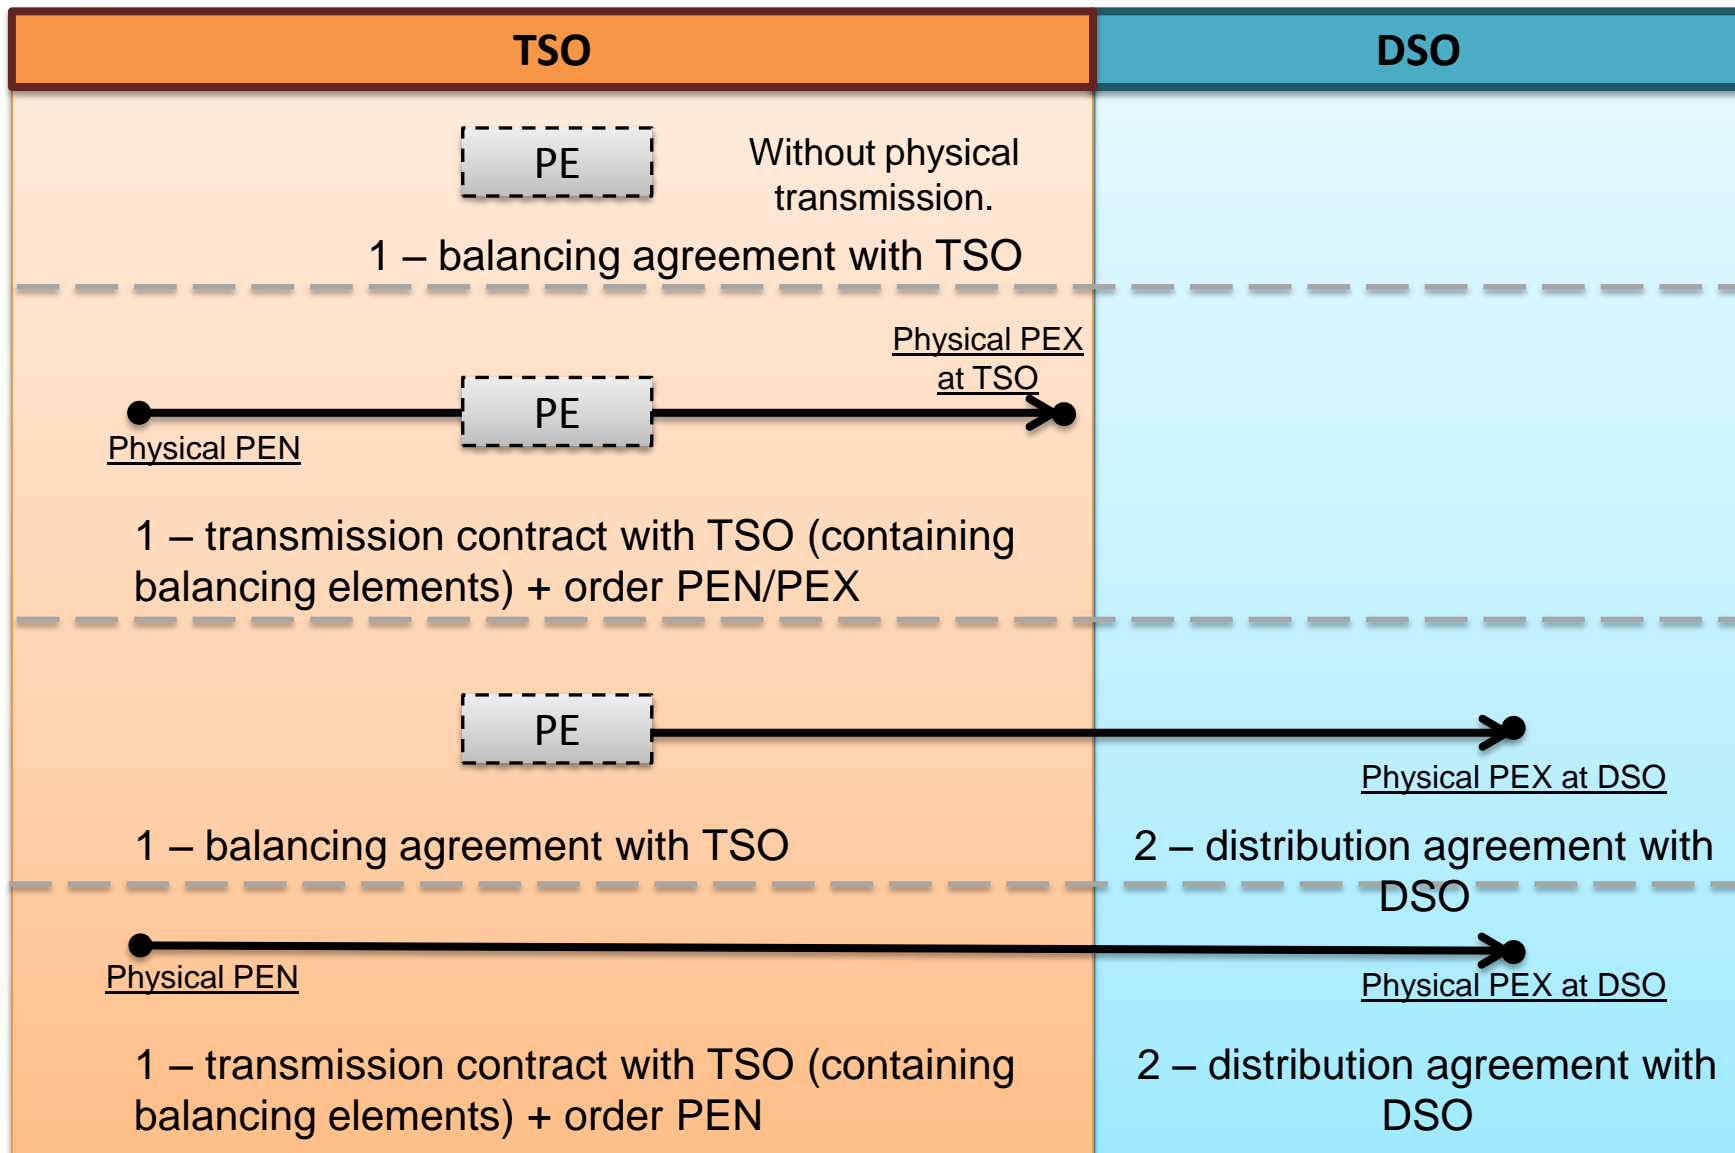 TSO
DSO
PE
Without physical
transmission.
1 – balancing agreement with TSO
Physical PEX
at TSO
PE
Physical PEN
1 – transmission contract with TSO (containing
balancing elements) + order PEN/PEX
PE
Physical PEX at DSO
1 – balancing agreement with TSO
2 – distribution agreement with
DSO
Physical PEN
Physical PEX at DSO
1 – transmission contract with TSO (containing
balancing elements) + order PEN
2 – distribution agreement with
DSO